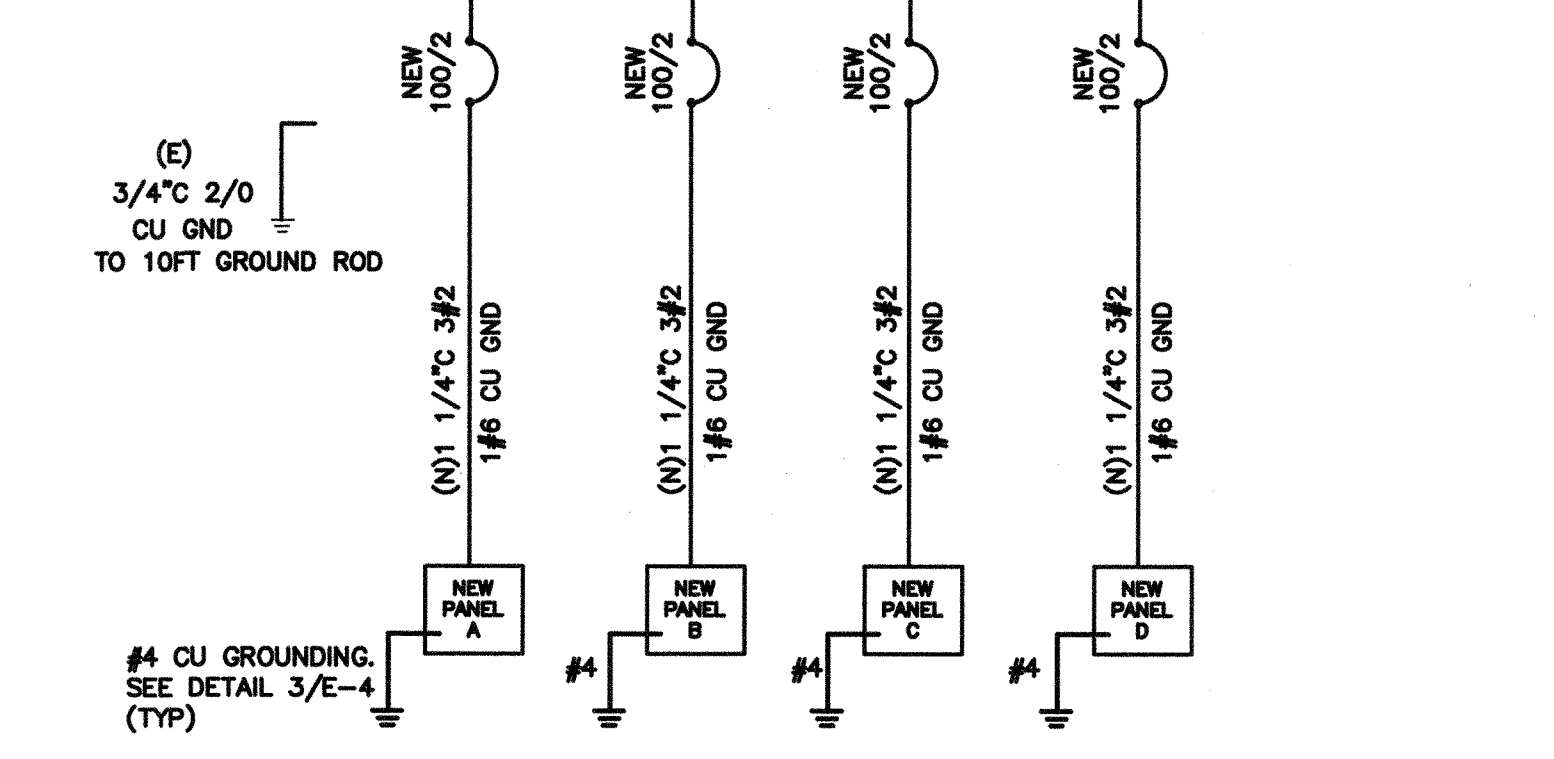 NEW
100/2
NEW
100/2
NEW
100/2
NEW
100/2
(E)
3/4"C 2/0
CU GND
TO 10FT GROUND ROD
(N)1 1/4"C 3#2
1#6 CU GND
(N)1 1/4"C 3#2
1#6 CU GND
(N)1 1/4"C 3#2
1#6 CU GND
(N)1 1/4"C 3#2
1#6 CU GND
NEW
PANEL
A
NEW
PANEL
B
NEW
PANEL
C
NEW
PANEL
D
#4 CU GROUNDING.
SEE DETAIL 3/E-4
(TYP)
#4
#4
#4